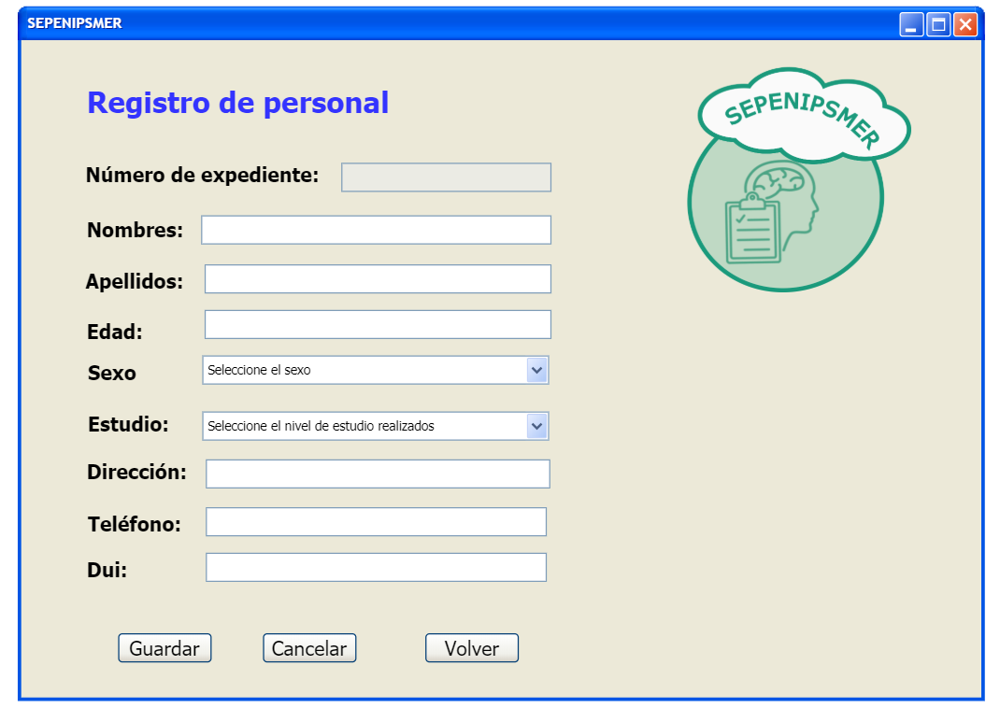 SEPENIPSMER
Registro de personal
SEPENIPSMER
Número de expediente:
Nombres:
Apellidos:
Edad:
Sexo
Seleccione el sexo
Estudio:
Seleccione el nivel de estudio realizados
Dirección:
Teléfono:
Dui:
Guardar
Cancelar
Volver